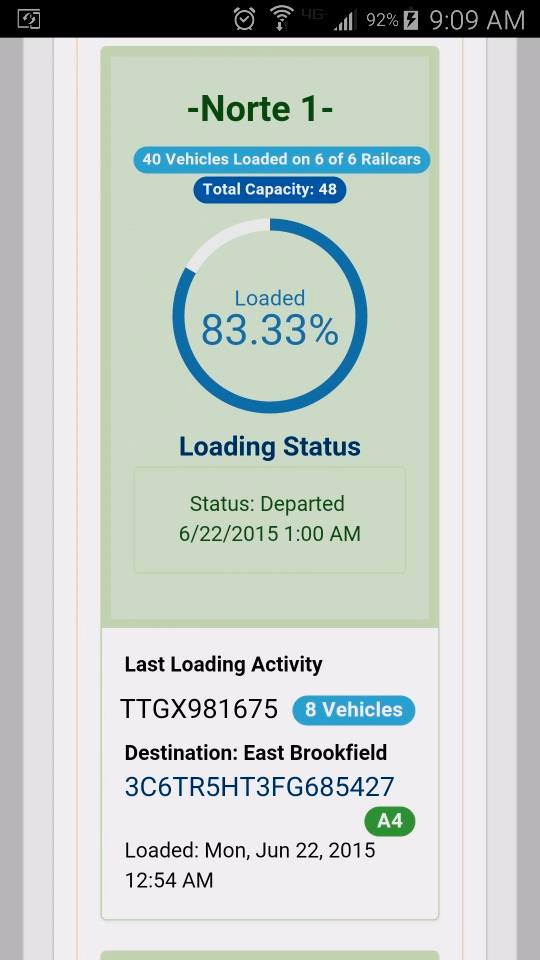 4G 92% 9:09 AM
-Norte 1-
40 Vehicles Loaded on 6 of 6 Railcars
Total Capacity: 48
Loaded
83.33%
Loading Status
Status: Departed
6/22/2015 1:00 AM
Last Loading Activity
TTGX981675 8 Vehicles
Destination: East Brookfield
3C6TR5HT3FG685427
A4
Loaded: Mon, Jun 22, 2015
12:54 AM